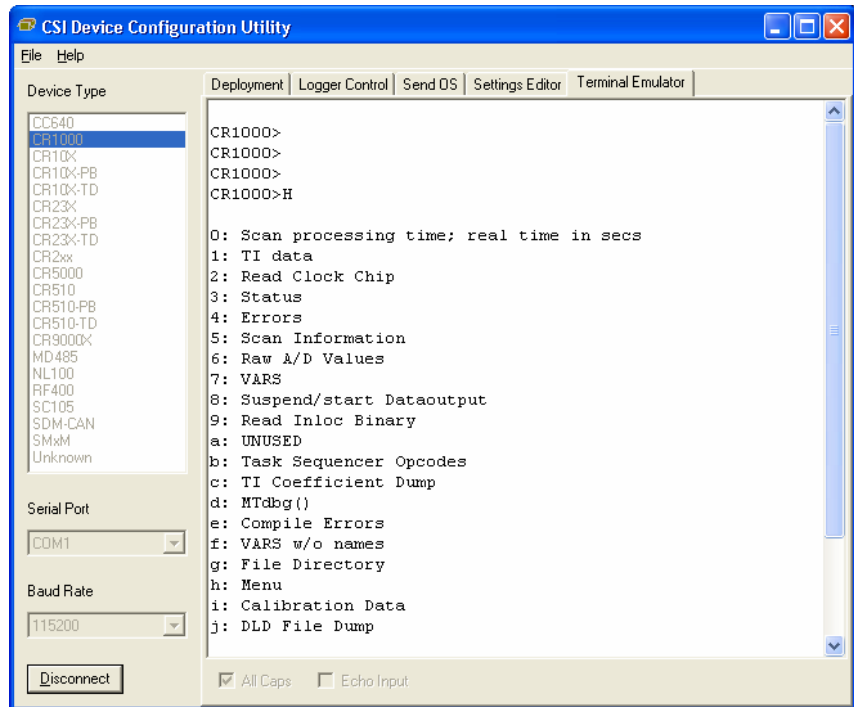 CSI Device Configuration Utility
File Help
Device Type
CC640
CR1000
CR10X
CR10X-PB
CR10X-TD
CR23X
CR23X-PB
CR23X-TD
CR2xx
CR5000
CR510
CR510-PB
CR510-TD
CR9000X
MD485
NL100
RF400
SC105
SDM-CAN
SMxM
Unknown
Serial Port
COM1
Baud Rate
115200
Disconnect
Deployment Logger Control Send OS Settings Editor Terminal Emulator
CR1000>
CR1000>
CR1000>
CR1000>H
0: Scan processing time; real time in secs
1: TI data
2: Read Clock Chip
3: Status
4: Errors
5: Scan Information
6: Raw A/D Values
7: VARS
8: Suspend/start Dataoutput
9: Read Inloc Binary
a: UNUSED
b: Task Sequencer Opcodes
c: TI Coefficient Dump
d: MTdbg()
e: Compile Errors
f: VARS w/o names
g: File Directory
h: Menu
i: Calibration Data
j: DLD File Dump
All Caps Echo Input